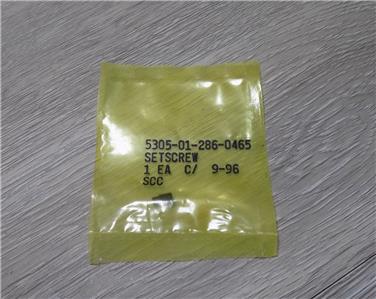 5305-01-286-0465
SETSCREW
1 EA C/ 9-96
SCC